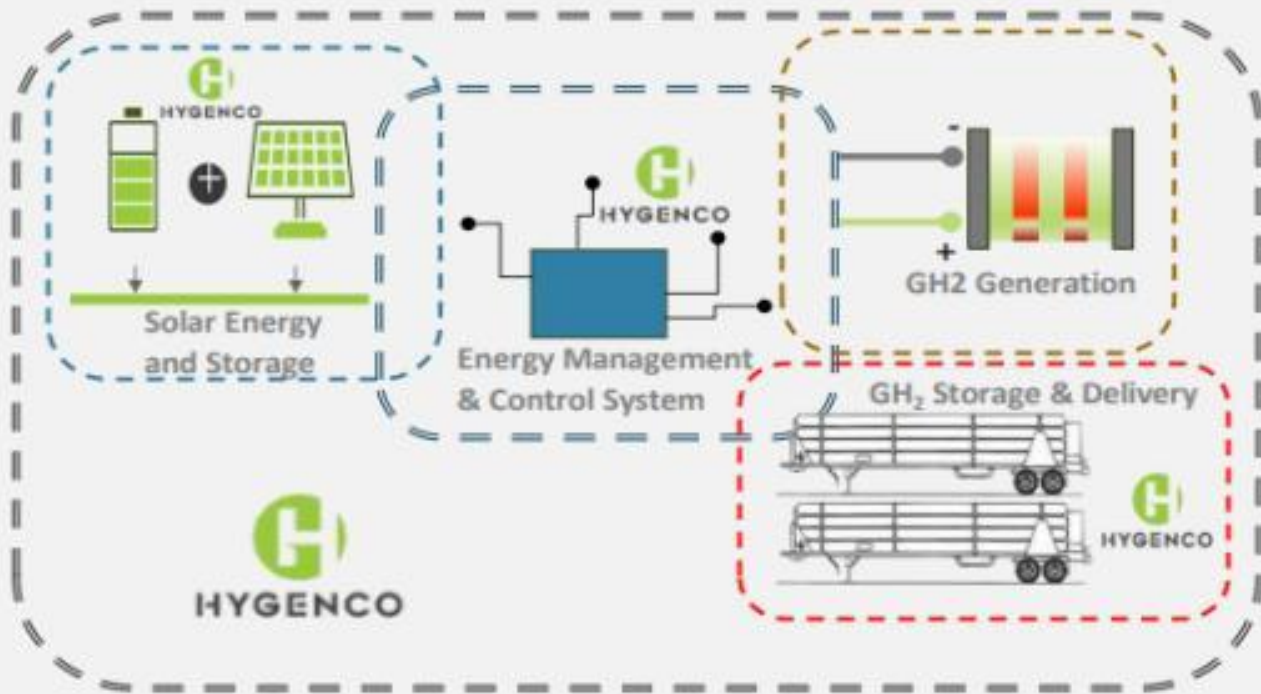 HYGENCO
Solar Energy
and Storage
HYGENCO
Energy Management
& Control System
-
+
GH2 Generation
GH₂ Storage & Delivery
HYGENCO
HYGENCO